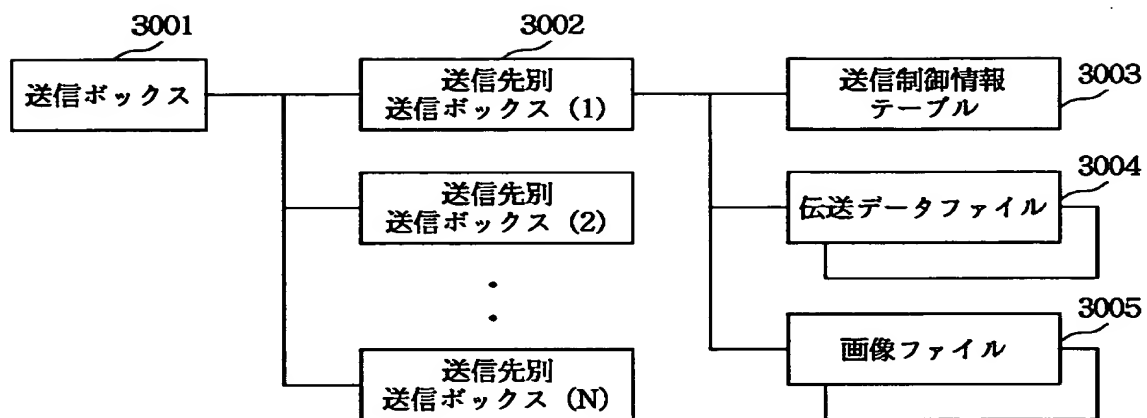 3001
送信ボックス
3002
送信先別
送信ボックス (1)
送信先別
送信ボックス (2)
送信先別
送信ボックス (N)
3003
送信制御情報
テーブル
3004
伝送データファイル
3005
画像ファイル